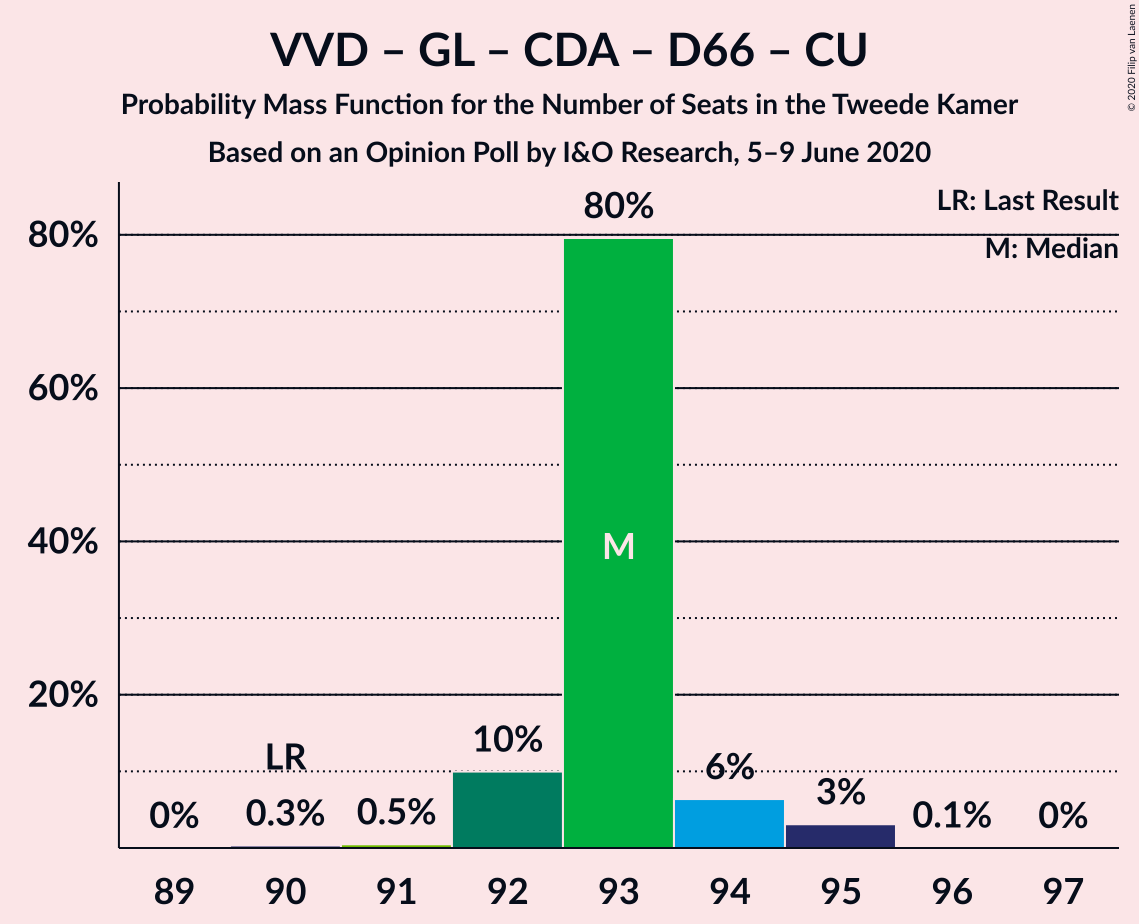 VVD – GL – CDA – D66 – CU
Probability Mass Function for the Number of Seats in the Tweede Kamer
Based on an Opinion Poll by I&O Research, 5–9 June 2020
© 2020 Filip van Laenen
LR: Last Result
M: Median
80%
60%
40%
20%
0%
LR
0.3%
0.5%
10%
80%
M
6%
3%
0.1%
0%
89 90 91 92 93 94 95 96 97